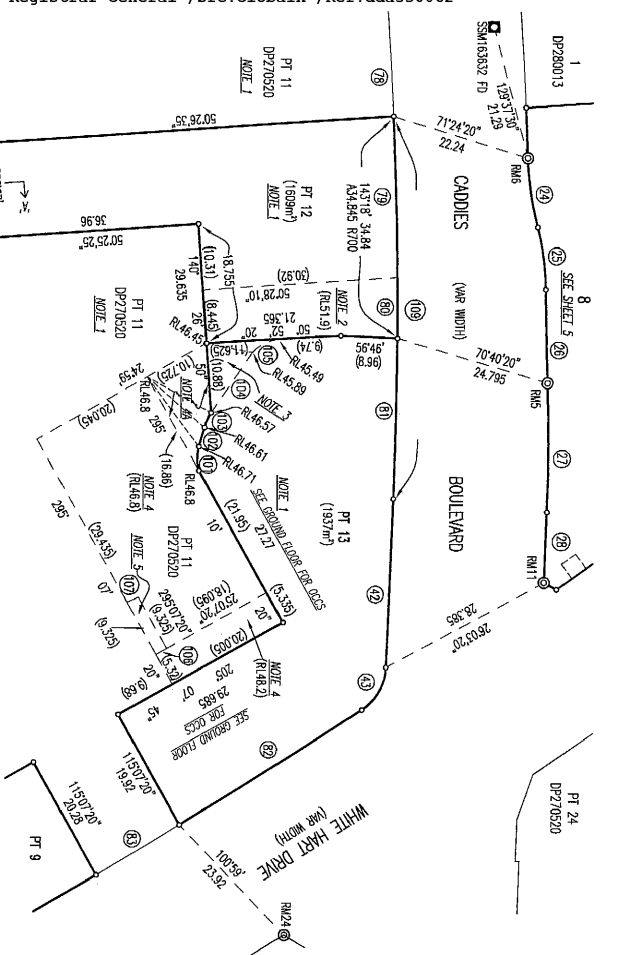 DP280013
1
SSM163632 FD
129°37'30"
21.29
RM6
71°24'20"
22.24
24
25
SEE SHEET 5
8
26
RM5
27
28
RM11
CADDIES
(VAR WIDTH)
BOULEVARD
70°40'20"
24.795
26°03'20"
28.385
PT 24
DP270520
78
PT 11
DP270520
NOTE 1
50°26'35"
79
143°18' 34.84
A34.845 R700
PT 12
(1609m²)
NOTE 1
80
109
(30.92)
50°28'10"
NOTE 2
(RL51.9)
'A'
36.96
50°25'25"
18.755
(10.31)
140°
29.635
(8.445)
26'
RL46.45
21.365
50° 52' 20"
(11.625)
(9.74)
(8.96)
105
RL45.49
RL45.89
81
PT 11
DP270520
NOTE 1
24.59
(10.725)
50"
(10.88)
104
NOTE 3
103
RL46.57
102
RL46.61
101
RL46.71
RL46.8
NOTE 4A
295°
(16.86)
(20.045)
RL46.8
NOTE 4
(RL46.8)
10'
(21.95)
27.27
SEE GROUND FLOOR FOR OCCS
NOTE 1
PT 13
(1937m²)
42
43
(5.335)
20"
295°
(29.435)
NOTE 5
07'
107
(9.325)
PT 11
DP270520
295°07'20"
(9.325)
25°07'20"
(18.095)
106
(5.32)
20"
(9.68)
(20.005)
NOTE 4
(RL48.2)
205°
07'
45"
29.685
SEE GROUND FLOOR
FOR OCCS
82
115°07'20"
19.92
115°07'20"
20.28
83
PT 9
WHITE HART DRIVE
(VAR WIDTH)
100°59'
23.92
RM24